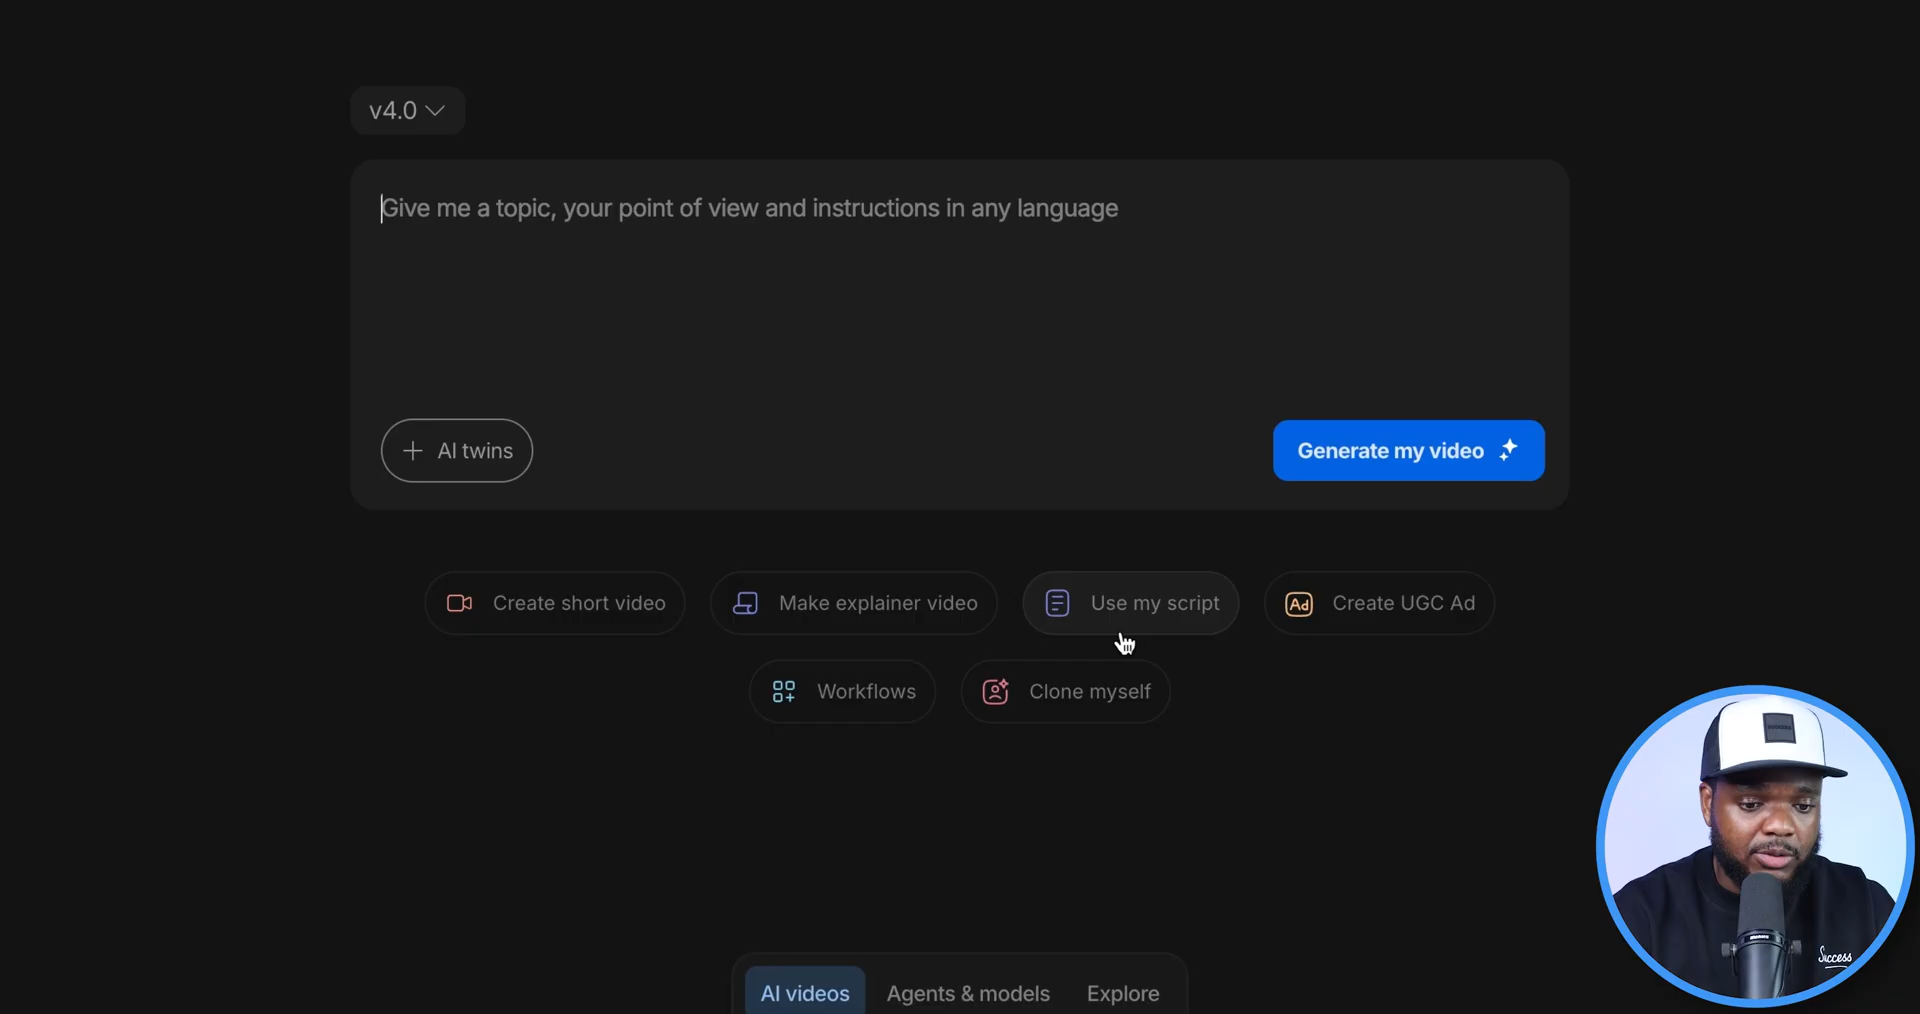 v4.0
Give me a topic, your point of view and instructions in any language
AI twins
Generate my video
Create short video
Make explainer video
Use my script
Ad
Create UGC Ad
Workflows
Clone myself
Success
AI videos
Agents & models
Explore